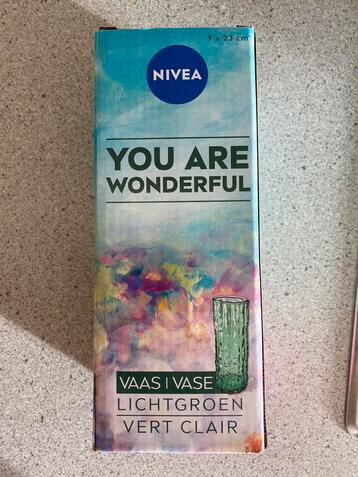 9 x 23 cm
NIVEA
YOU ARE
WONDERFUL
VAAS | VASE
LICHTGROEN
VERT CLAIR